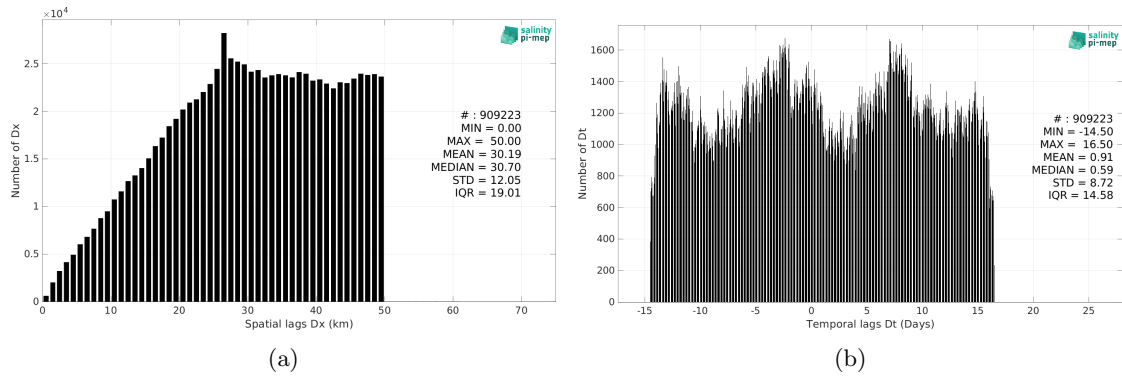 ×10⁴
2.5
2
1.5
1
0.5
0
Number of Dx
0 10 20 30 40 50 60 70
Spatial lags Dx (km)
salinity
pi-mep
# : 909223
MIN = 0.00
MAX = 50.00
MEAN = 30.19
MEDIAN = 30.70
STD = 12.05
IQR = 19.01
(a)
1600
1400
1200
1000
800
600
400
200
0
Number of Dt
-15 -10 -5 0 5 10 15 20 25
Temporal lags Dt (Days)
salinity
pi-mep
# : 909223
MIN = -14.50
MAX = 16.50
MEAN = 0.91
MEDIAN = 0.59
STD = 8.72
IQR = 14.58
(b)